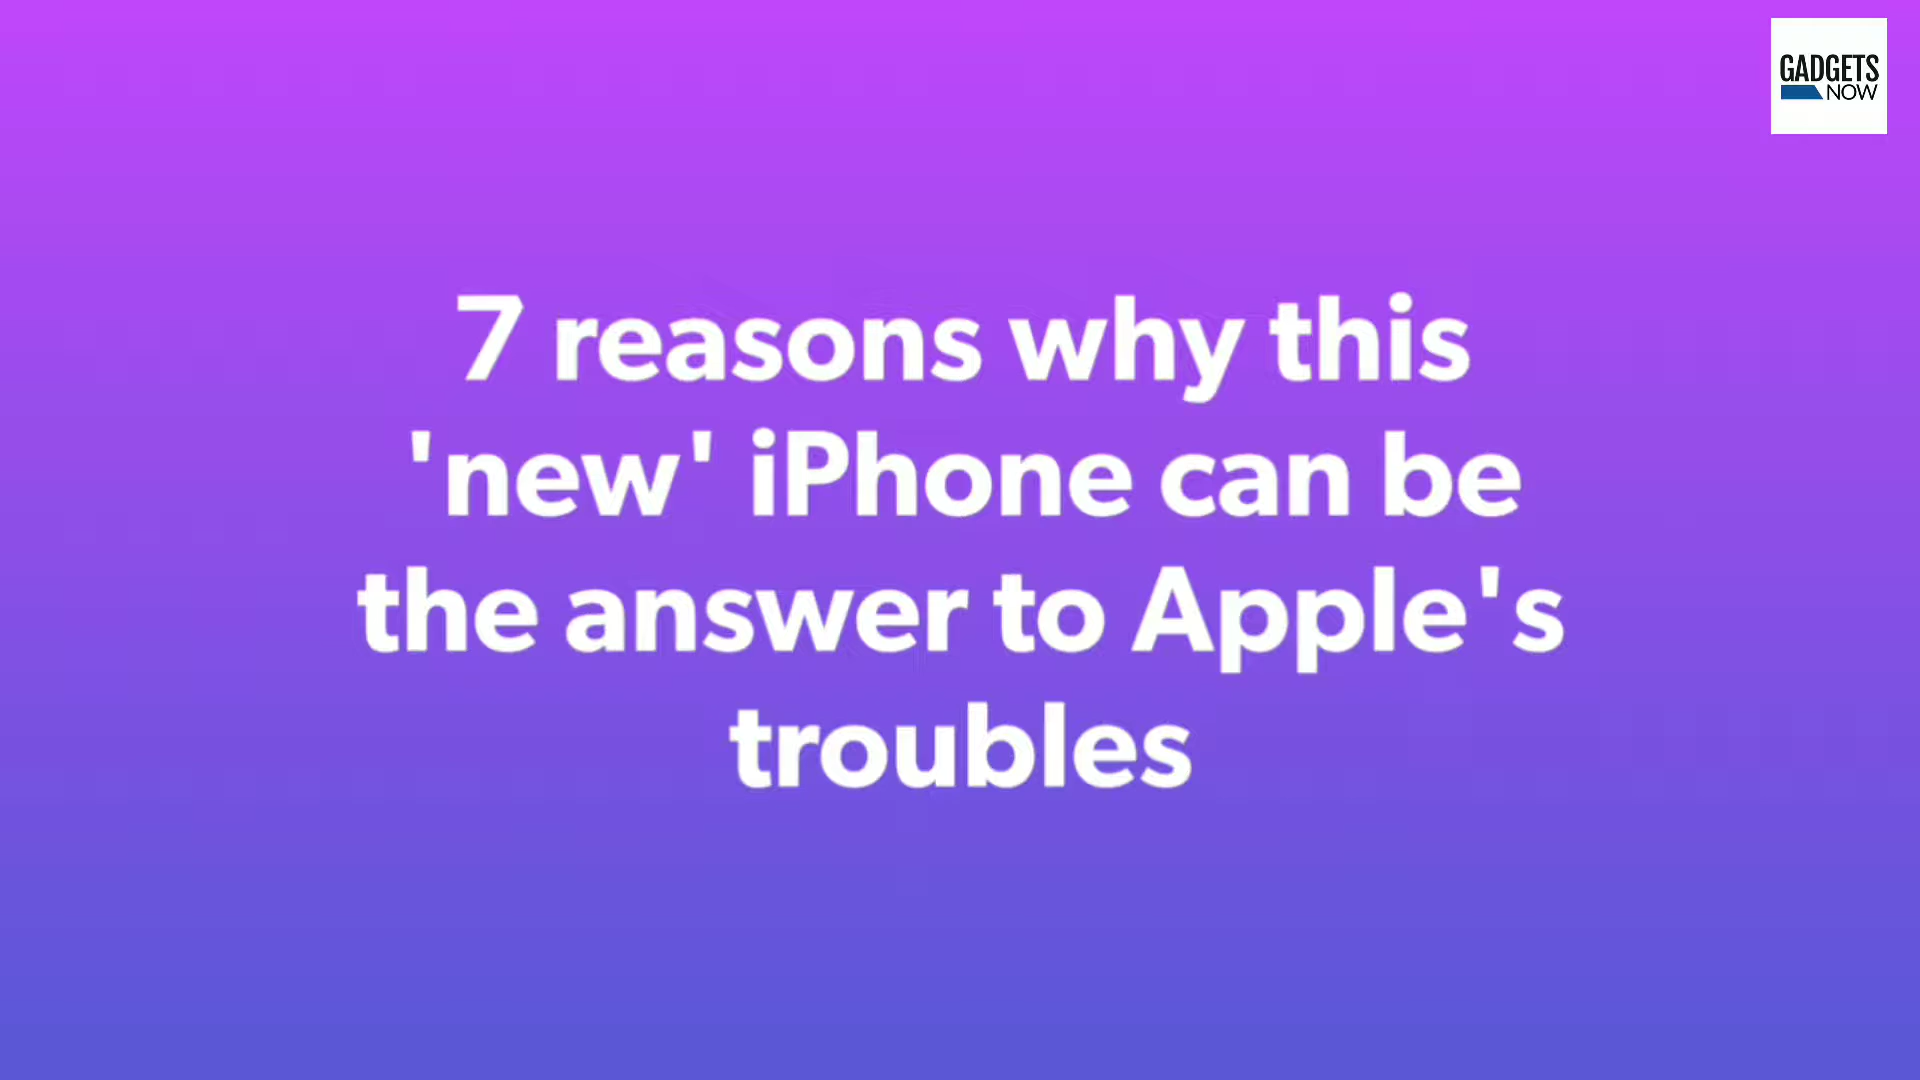 GADGETS
NOW
7 reasons why this
'new' iPhone can be
the answer to Apple's
troubles